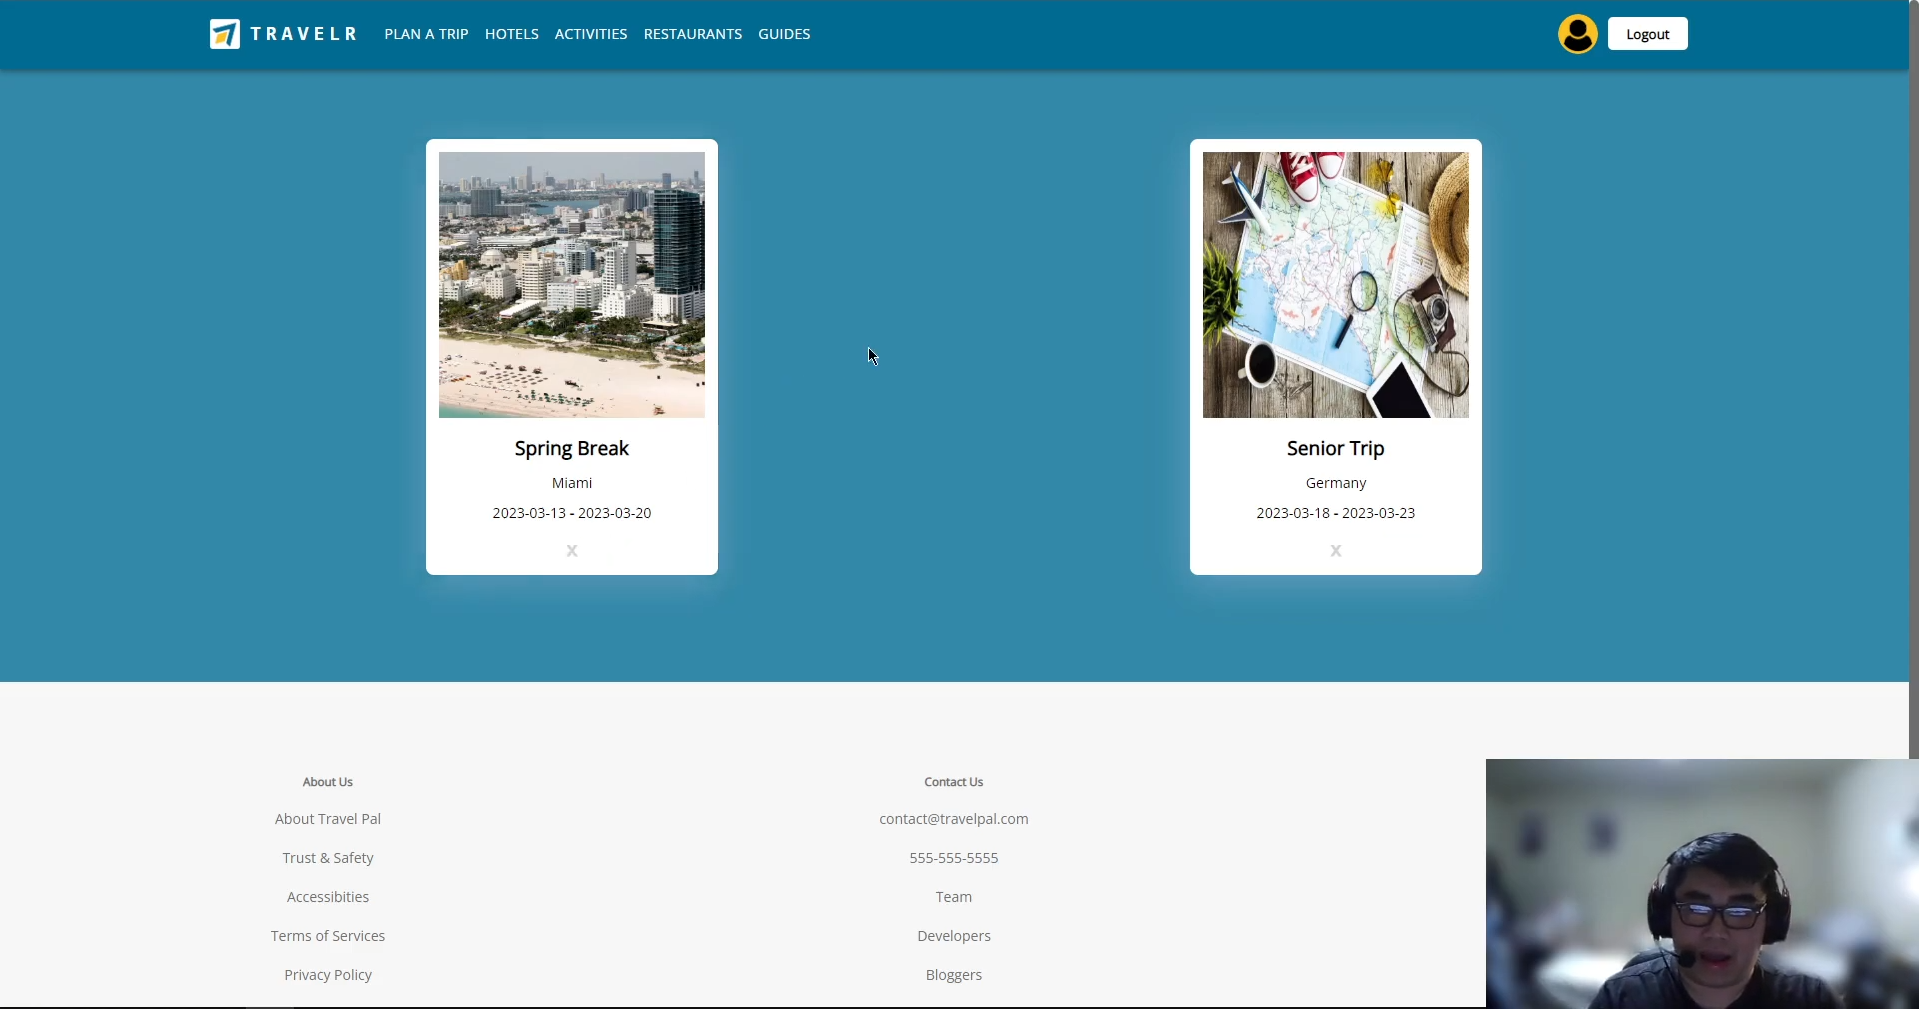 TRAVELR PLAN A TRIP HOTELS ACTIVITIES RESTAURANTS GUIDES Logout
Spring Break
Miami
2023-03-13 - 2023-03-20
X
Senior Trip
Germany
2023-03-18 - 2023-03-23
X
About Us
About Travel Pal
Trust & Safety
Accessibities
Terms of Services
Privacy Policy
Contact Us
contact@travelpal.com
555-555-5555
Team
Developers
Bloggers